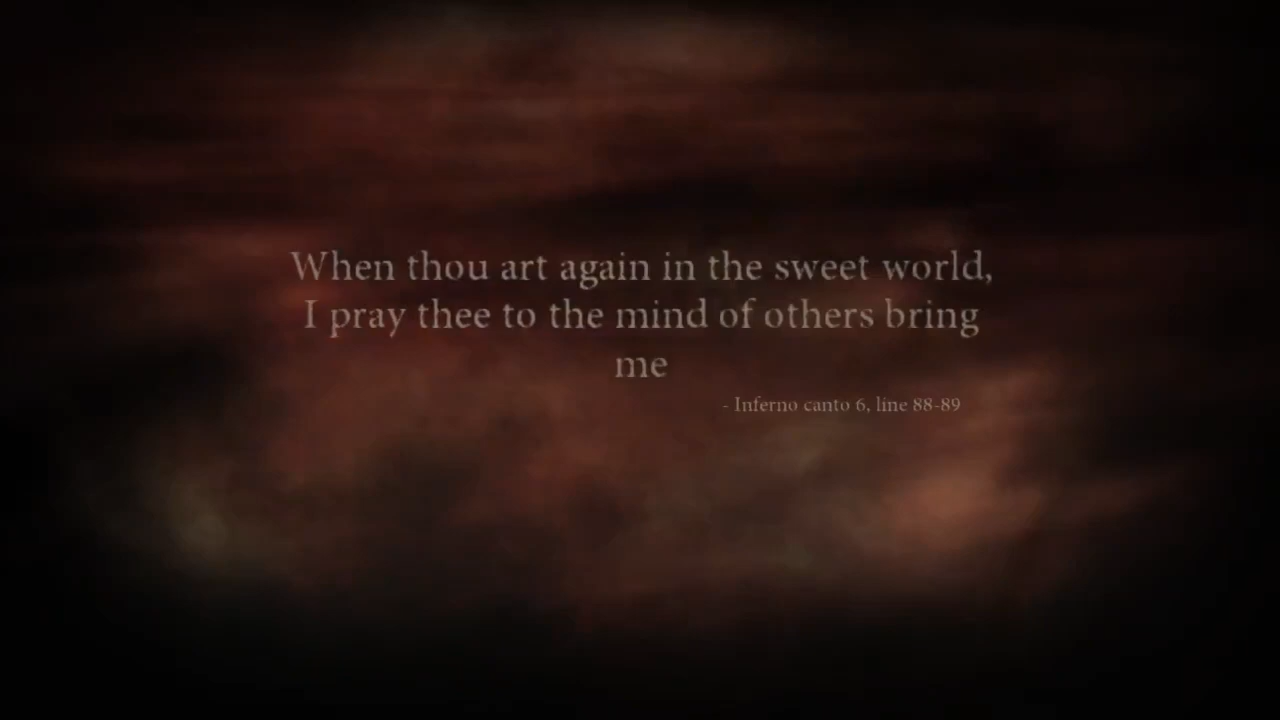 When thou art again in the sweet world,
I pray thee to the mind of others bring
me
- Inferno canto 6, line 88-89